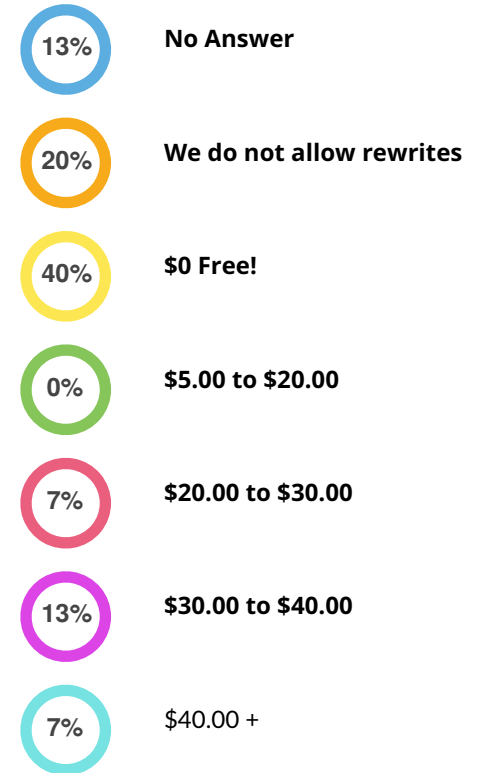 13% No Answer
20% We do not allow rewrites
40% $0 Free!
0% $5.00 to $20.00
7% $20.00 to $30.00
13% $30.00 to $40.00
7% $40.00 +